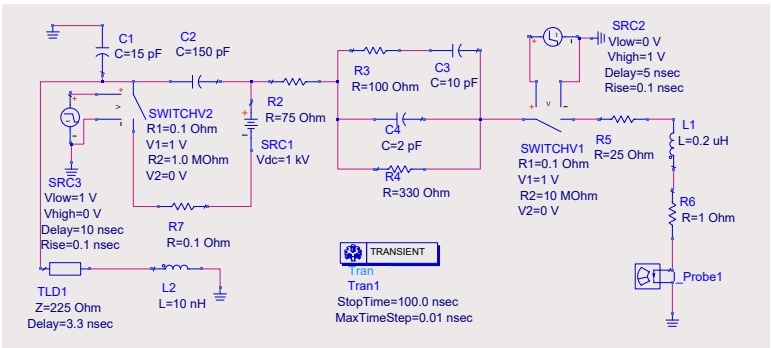 C1
C=15 pF
C2
C=150 pF
R3
R=100 Ohm
C3
C=10 pF
SRC2
Vlow=0 V
Vhigh=1 V
Delay=5 nsec
Rise=0.1 nsec
SWITCHV2
R1=0.1 Ohm
V1=1 V
R2=1.0 MOhm
V2=0 V
R2
R=75 Ohm
SRC1
Vdc=1 kV
C4
C=2 pF
R4
R=330 Ohm
SWITCHV1
R1=0.1 Ohm
V1=1 V
R2=10 MOhm
V2=0 V
R5
R=25 Ohm
L1
L=0.2 uH
R6
R=1 Ohm
SRC3
Vlow=1 V
Vhigh=0 V
Delay=10 nsec
Rise=0.1 nsec
R7
R=0.1 Ohm
TRANSIENT
Tran
Tran1
StopTime=100.0 nsec
MaxTimeStep=0.01 nsec
Probe1
TLD1
Z=225 Ohm
Delay=3.3 nsec
L2
L=10 nH